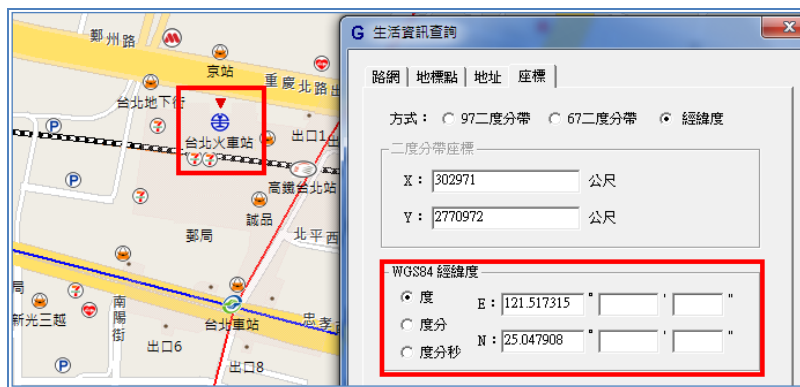 鄭州路
京站
重慶北路出
台北地下街
台北火車站
出口1
高鐵台北站
誠品
郵局
北平西
局
新光三越
南陽街
台北車站
忠孝
出口6
出口8
G 生活資訊查詢
路網 地標點 地址 座標
方式： 97二度分帶 67二度分帶 經緯度
二度分帶座標
X： 302971 公尺
Y： 2770972 公尺
WGS84 經緯度
度 E： 121.517315 ° ' "
度分
度分秒 N： 25.047908 ° ' "